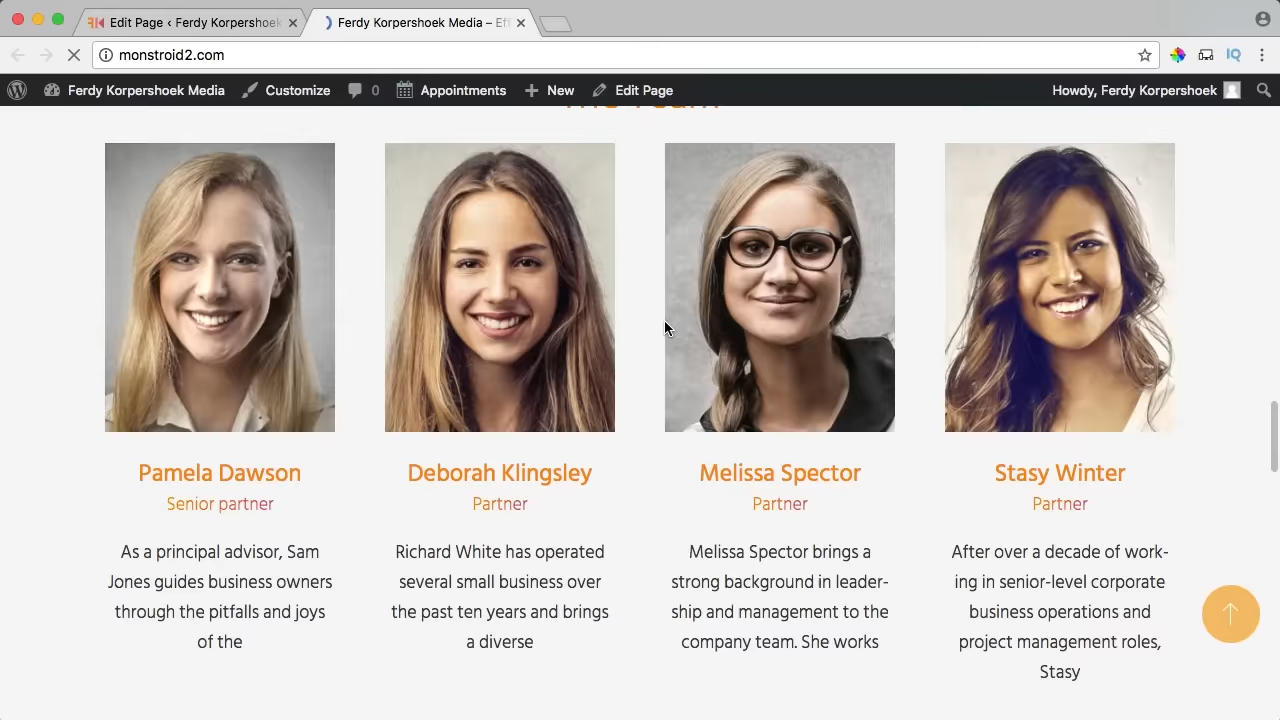 Edit Page ‹ Ferdy Korpershoek
Ferdy Korpershoek Media – Ef
monstroid2.com
Ferdy Korpershoek Media
Customize
0
Appointments
New
Edit Page
Howdy, Ferdy Korpershoek
The Team
Pamela Dawson
Deborah Klingsley
Melissa Spector
Stasy Winter
Senior partner
Partner
Partner
Partner
As a principal advisor, Sam
Jones guides business owners
through the pitfalls and joys
of the
Richard White has operated
several small business over
the past ten years and brings
a diverse
Melissa Spector brings a
strong background in leader-
ship and management to the
company team. She works
After over a decade of work-
ing in senior-level corporate
business operations and
project management roles,
Stasy